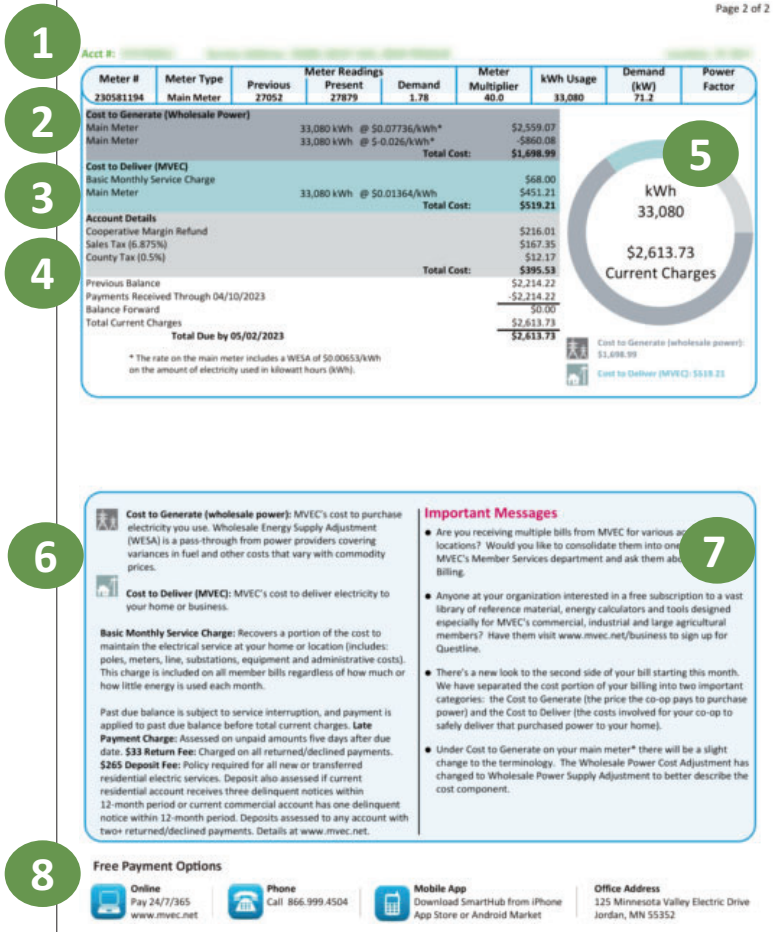 Page 2 of 2
1
Acct #:
Meter # Meter Type Meter Readings Meter Multiplier kWh Usage Demand (kW) Power Factor
Previous Present Demand
230581194 Main Meter 27052 27879 1.78 40.0 33,080 71.2
2
Cost to Generate (Wholesale Power)
Main Meter 33,080 kWh @ $0.07736/kWh* $2,559.07
Main Meter 33,080 kWh @ $-0.026/kWh* -$860.08
Total Cost: $1,698.99
3
Cost to Deliver (MVEC)
Basic Monthly Service Charge $68.00
Main Meter 33,080 kWh @ $0.01364/kWh $451.21
Total Cost: $519.21
4
Account Details
Cooperative Margin Refund $216.01
Sales Tax (6.875%) $167.35
County Tax (0.5%) $12.17
Total Cost: $395.53
Previous Balance $2,214.22
Payments Received Through 04/10/2023 -$2,214.22
Balance Forward $0.00
Total Current Charges $2,613.73
Total Due by 05/02/2023 $2,613.73
* The rate on the main meter includes a WESA of $0.00653/kWh
on the amount of electricity used in kilowatt hours (kWh).
5
kWh
33,080
$2,613.73
Current Charges
Cost to Generate (wholesale power):
$1,698.99
Cost to Deliver (MVEC): $519.21
6
Cost to Generate (wholesale power): MVEC's cost to purchase
electricity you use. Wholesale Energy Supply Adjustment
(WESA) is a pass-through from power providers covering
variances in fuel and other costs that vary with commodity
prices.
Cost to Deliver (MVEC): MVEC's cost to deliver electricity to
your home or business.
Basic Monthly Service Charge: Recovers a portion of the cost to
maintain the electrical service at your home or location (includes:
poles, meters, line, substations, equipment and administrative costs).
This charge is included on all member bills regardless of how much or
how little energy is used each month.
Past due balance is subject to service interruption, and payment is
applied to past due balance before total current charges. Late
Payment Charge: Assessed on unpaid amounts five days after due
date. $33 Return Fee: Charged on all returned/declined payments.
$265 Deposit Fee: Policy required for all new or transferred
residential electric services. Deposit also assessed if current
residential account receives three delinquent notices within
12-month period or current commercial account has one delinquent
notice within 12-month period. Deposits assessed to any account with
two+ returned/declined payments. Details at www.mvec.net.
7
Important Messages
• Are you receiving multiple bills from MVEC for various
locations? Would you like to consolidate them into one
MVEC's Member Services department and ask them
Billing.
• Anyone at your organization interested in a free subscription to a vast
library of reference material, energy calculators and tools designed
especially for MVEC's commercial, industrial and large agricultural
members? Have them visit www.mvec.net/business to sign up for
Questline.
• There's a new look to the second side of your bill starting this month.
We have separated the cost portion of your billing into two important
categories: the Cost to Generate (the price the co-op pays to purchase
power) and the Cost to Deliver (the costs involved for your co-op to
safely deliver that purchased power to your home).
• Under Cost to Generate on your main meter* there will be a slight
change to the terminology. The Wholesale Power Cost Adjustment has
changed to Wholesale Power Supply Adjustment to better describe the
cost component.
8
Free Payment Options
Online
Pay 24/7/365
www.mvec.net
Phone
Call 866.999.4504
Mobile App
Download SmartHub from iPhone
App Store or Android Market
Office Address
125 Minnesota Valley Electric Drive
Jordan, MN 55352